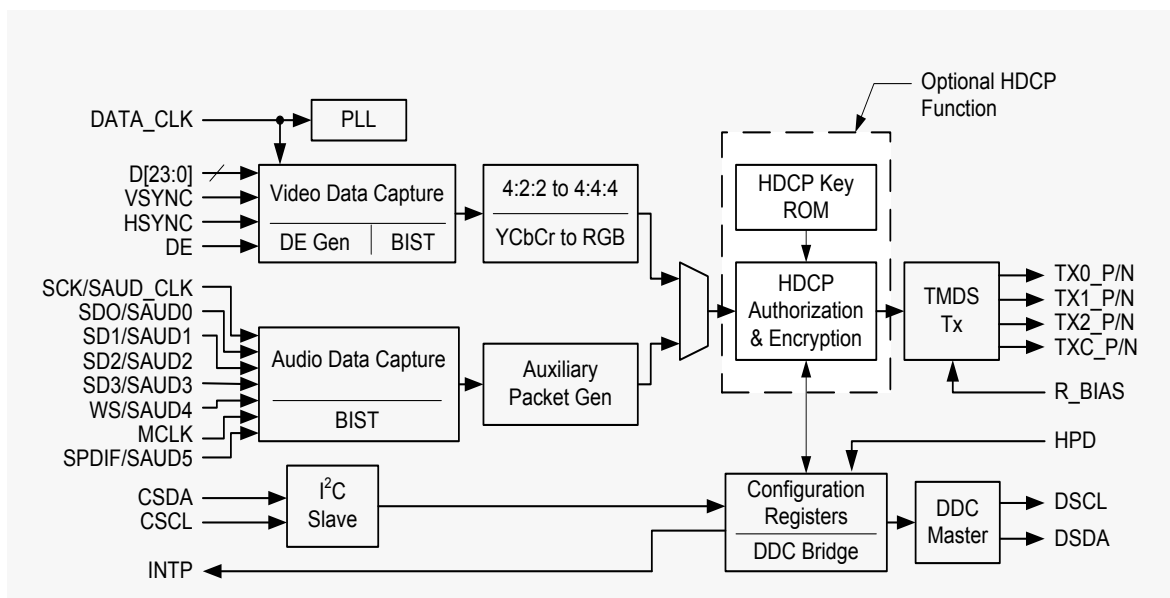 Optional HDCP
Function
DATA_CLK
PLL
D[23:0]
VSYNC
HSYNC
DE
Video Data Capture
DE Gen
BIST
4:2:2 to 4:4:4
YCbCr to RGB
HDCP Key
ROM
HDCP
Authorization
& Encryption
TMDS
Tx
TX0_P/N
TX1_P/N
TX2_P/N
TXC_P/N
R_BIAS
SCK/SAUD_CLK
SDO/SAUD0
SD1/SAUD1
SD2/SAUD2
SD3/SAUD3
WS/SAUD4
MCLK
SPDIF/SAUD5
Audio Data Capture
BIST
Auxiliary
Packet Gen
HPD
CSDA
CSCL
I²C
Slave
Configuration
Registers
DDC Bridge
DDC
Master
DSCL
DSDA
INTP